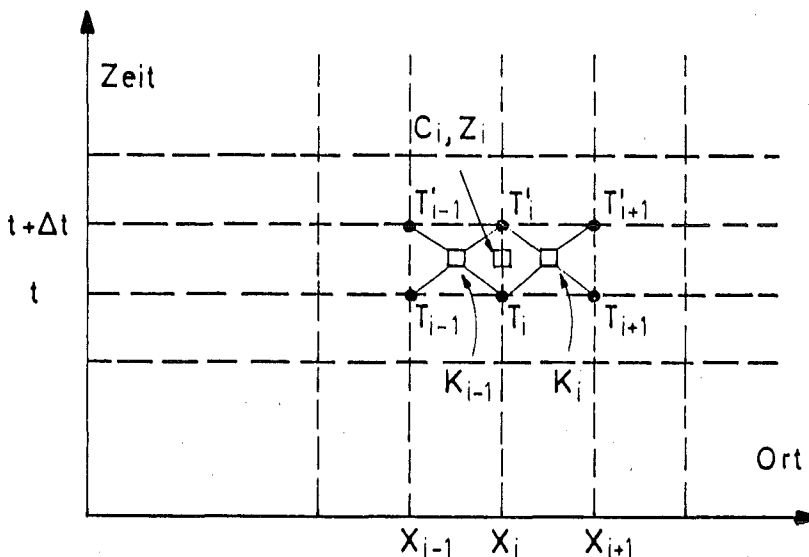 Zeit
C_i, Z_i
T'_{i-1} T'_i T'_{i+1}
t+Δt
t
T_{i-1} T_i T_{i+1}
K_{i-1} K_i
Ort
X_{i-1} X_i X_{i+1}